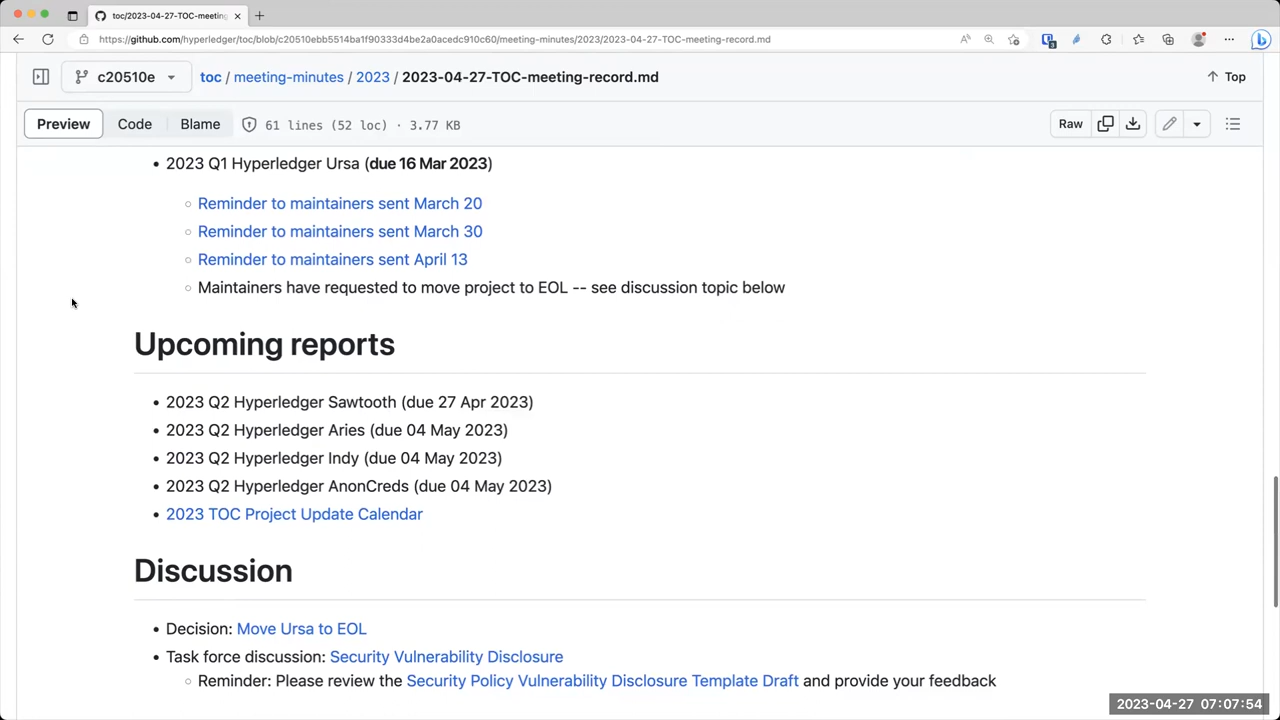 toc/2023-04-27-TOC-meeting-
https://github.com/hyperledger/toc/blob/c20510ebb5514ba1f90333d4be2a0acedc910c60/meeting-minutes/2023/2023-04-27-TOC-meeting-record.md
c20510e
toc / meeting-minutes / 2023 / 2023-04-27-TOC-meeting-record.md
Top
Preview Code Blame 61 lines (52 loc) · 3.77 KB Raw
• 2023 Q1 Hyperledger Ursa (due 16 Mar 2023)
Reminder to maintainers sent March 20
Reminder to maintainers sent March 30
Reminder to maintainers sent April 13
Maintainers have requested to move project to EOL -- see discussion topic below
Upcoming reports
• 2023 Q2 Hyperledger Sawtooth (due 27 Apr 2023)
• 2023 Q2 Hyperledger Aries (due 04 May 2023)
• 2023 Q2 Hyperledger Indy (due 04 May 2023)
• 2023 Q2 Hyperledger AnonCreds (due 04 May 2023)
• 2023 TOC Project Update Calendar
Discussion
• Decision: Move Ursa to EOL
• Task force discussion: Security Vulnerability Disclosure
Reminder: Please review the Security Policy Vulnerability Disclosure Template Draft and provide your feedback
2023-04-27 07:07:54